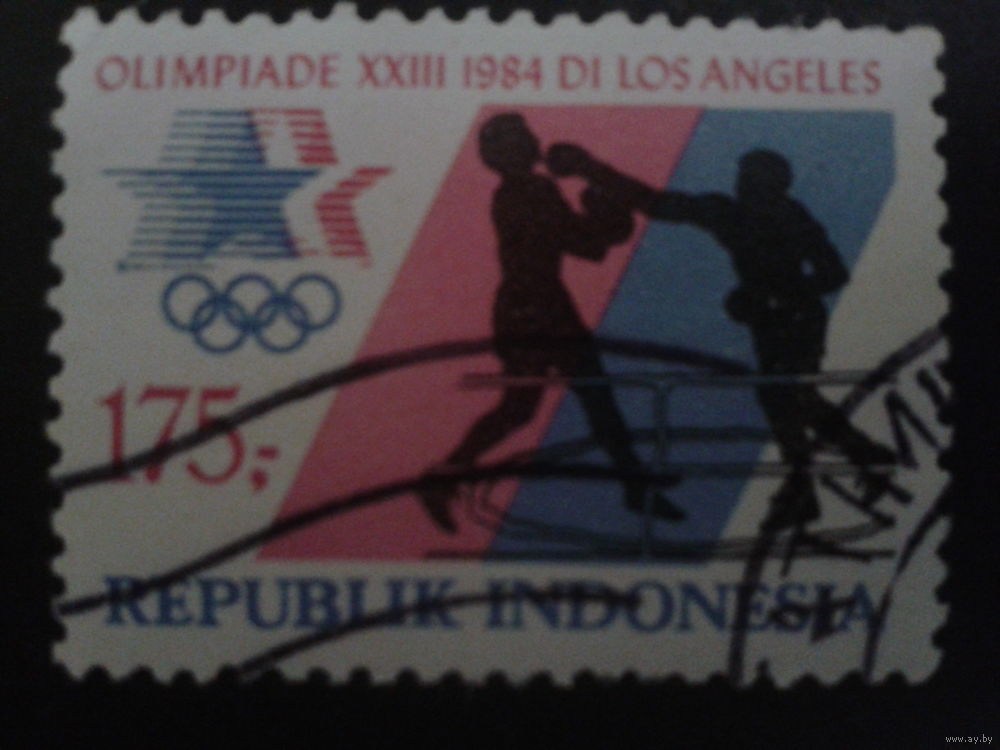 OLIMPIADE XXIII 1984 DI LOS ANGELES
175,-
REPUBLIK INDONESIA
www.ay.by